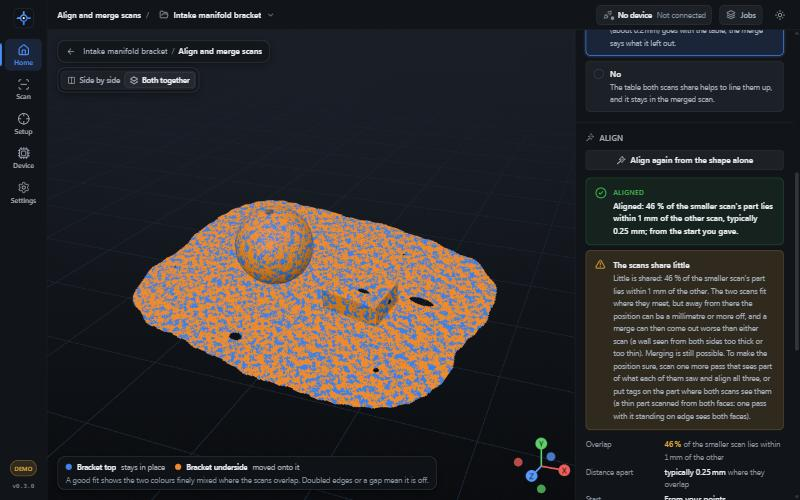 Align and merge scans / Intake manifold bracket
No device Not connected
Jobs
Home
Scan
Setup
Device
Settings
DEMO
v0.3.0
Intake manifold bracket / Align and merge scans
Side by side
Both together
Bracket top stays in place Bracket underside moved onto it
A good fit shows the two colours finely mixed where the scans overlap. Doubled edges or a gap mean it is off.
Y
X
Z
(about 0.2 mm) goes with the table, the merge
says what it left out.
No
The table both scans share helps to line them up,
and it stays in the merged scan.
ALIGN
Align again from the shape alone
ALIGNED
Aligned: 46 % of the smaller scan's part lies
within 1 mm of the other scan, typically
0.25 mm; from the start you gave.
The scans share little
Little is shared: 46 % of the smaller scan's part
lies within 1 mm of the other. The two scans fit
where they meet, but away from there the
position can be a millimetre or more off, and a
merge can then come out worse than either
scan (a wall seen from both sides too thick or
too thin). Merging is still possible. To make the
position sure, scan one more pass that sees part
of what each of them saw and align all three, or
put tags on the part where both scans see them
(a thin part scanned from both faces: one pass
with it standing on edge sees both faces).
Overlap 46 % of the smaller scan lies within
1 mm of the other
Distance apart typically 0.25 mm where they
overlap
Start From your points